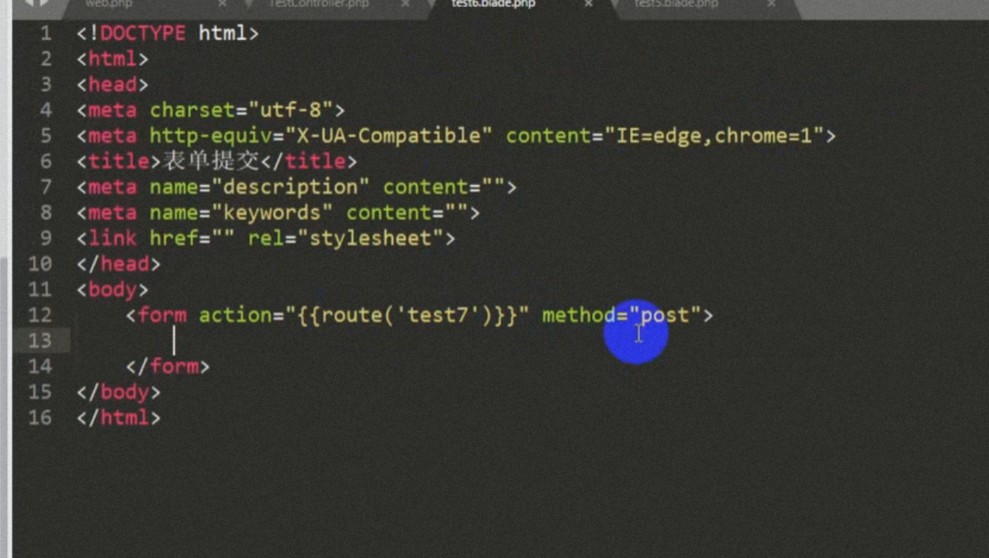 web.php TestController.php test6.blade.php test5.blade.php
1 <!DOCTYPE html>
2 <html>
3 <head>
4 <meta charset="utf-8">
5 <meta http-equiv="X-UA-Compatible" content="IE=edge,chrome=1">
6 <title>表单提交</title>
7 <meta name="description" content="">
8 <meta name="keywords" content="">
9 <link href="" rel="stylesheet">
10 </head>
11 <body>
12 <form action="{{route('test7')}}" method="post">
13
14 </form>
15 </body>
16 </html>